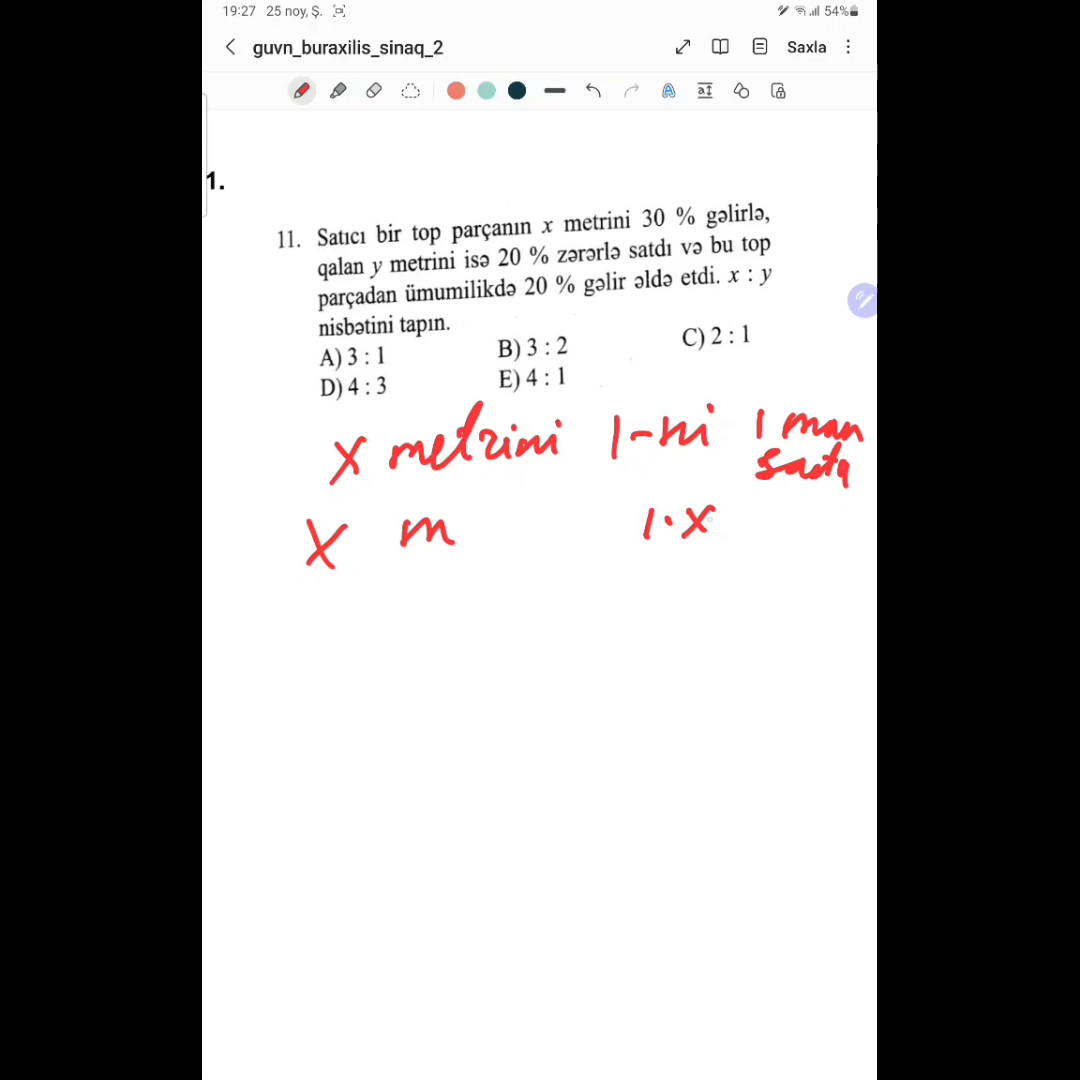 19:27 25 noy, Ş. 54%
guvn_buraxilis_sinaq_2 Saxla
1.
11. Satıcı bir top parçanın x metrini 30 % gəlirlə,
qalan y metrini isə 20 % zərərlə satdı və bu top
parçadan ümumilikdə 20 % gəlir əldə etdi. x : y
nisbətini tapın.
A) 3 : 1 B) 3 : 2 C) 2 : 1
D) 4 : 3 E) 4 : 1
x metrini 1-ni 1 man
x m 1·x